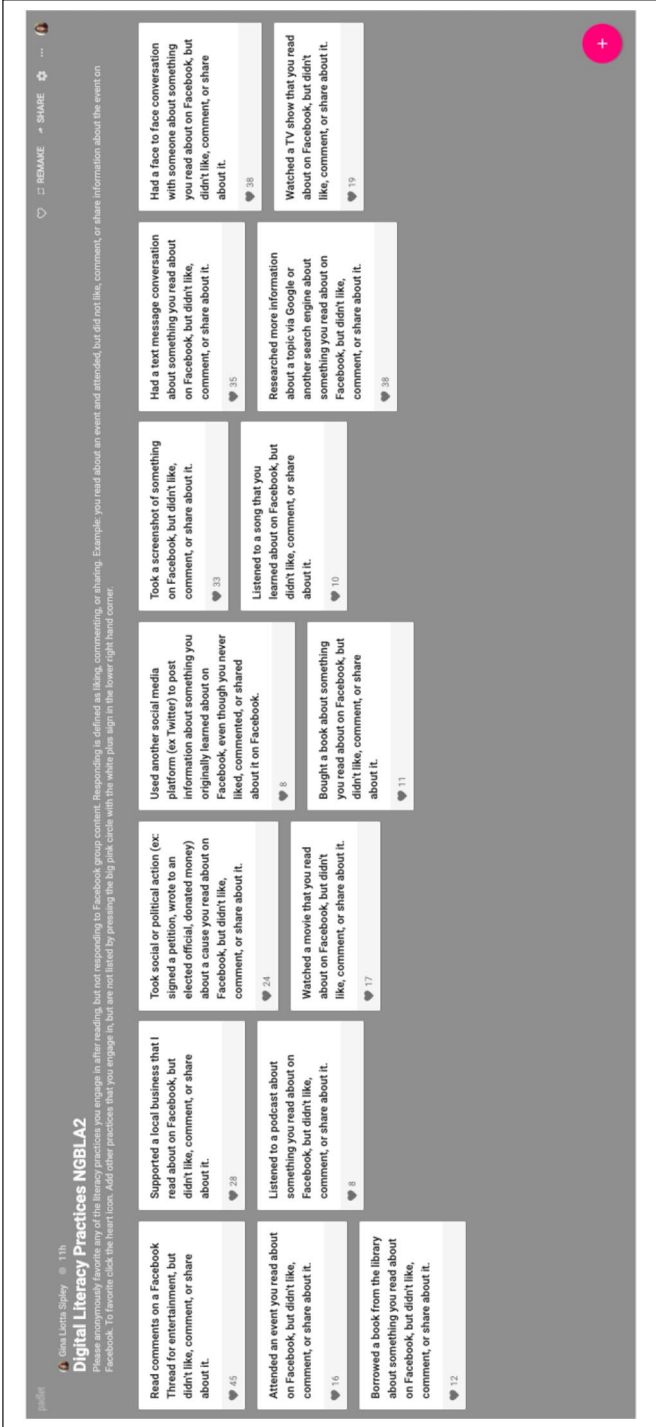 padlet
Gina Liotta Sipley 11h
REMAKE SHARE
Digital Literacy Practices NGBLA2
Please anonymously favorite any of the literacy practices you engage in after reading, but not responding to Facebook group content. Responding is defined as liking, commenting, or sharing. Example: you read about an event and attended, but did not like, comment, or share information about the event on
Facebook. To favorite click the heart icon. Add other practices that you engage in, but are not listed by pressing the big pink circle with the white plus sign in the lower right hand corner.
Read comments on a Facebook
Thread for entertainment, but
didn't like, comment, or share
about it.
45
Attended an event you read about
on Facebook, but didn't like,
comment, or share about it.
16
Borrowed a book from the library
about something you read about
on Facebook, but didn't like,
comment, or share about it.
12
Supported a local business that I
read about on Facebook, but
didn't like, comment, or share
about it.
28
Listened to a podcast about
something you read about on
Facebook, but didn't like,
comment, or share about it.
8
Took social or political action (ex:
signed a petition, wrote to an
elected official, donated money)
about a cause you read about on
Facebook, but didn't like,
comment, or share about it.
24
Watched a movie that you read
about on Facebook, but didn't
like, comment, or share about it.
17
Used another social media
platform (ex Twitter) to post
information about something you
originally learned about on
Facebook, even though you never
liked, commented, or shared
about it on Facebook.
8
Bought a book about something
you read about on Facebook, but
didn't like, comment, or share
about it.
11
Took a screenshot of something
on Facebook, but didn't like,
comment, or share about it.
33
Listened to a song that you
learned about on Facebook, but
didn't like, comment, or share
about it.
10
Had a text message conversation
about something you read about
on Facebook, but didn't like,
comment, or share about it.
35
Researched more information
about a topic via Google or
another search engine about
something you read about on
Facebook, but didn't like,
comment, or share about it.
38
Had a face to face conversation
with someone about something
you read about on Facebook, but
didn't like, comment, or share
about it.
38
Watched a TV show that you read
about on Facebook, but didn't
like, comment, or share about it.
19